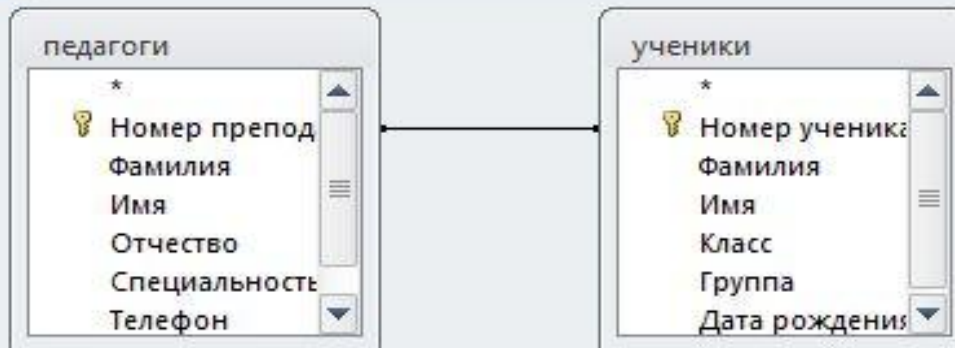 педагоги
*
Номер препод
Фамилия
Имя
Отчество
Специальность
Телефон
ученики
*
Номер ученика
Фамилия
Имя
Класс
Группа
Дата рождения